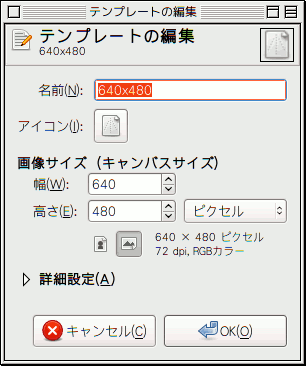 テンプレートの編集
テンプレートの編集
640x480
名前(N): 640x480
アイコン(I):
画像サイズ (キャンバスサイズ)
幅(W): 640
高さ(E): 480 ピクセル
640 × 480 ピクセル
72 dpi, RGBカラー
詳細設定(A)
キャンセル(C) OK(O)